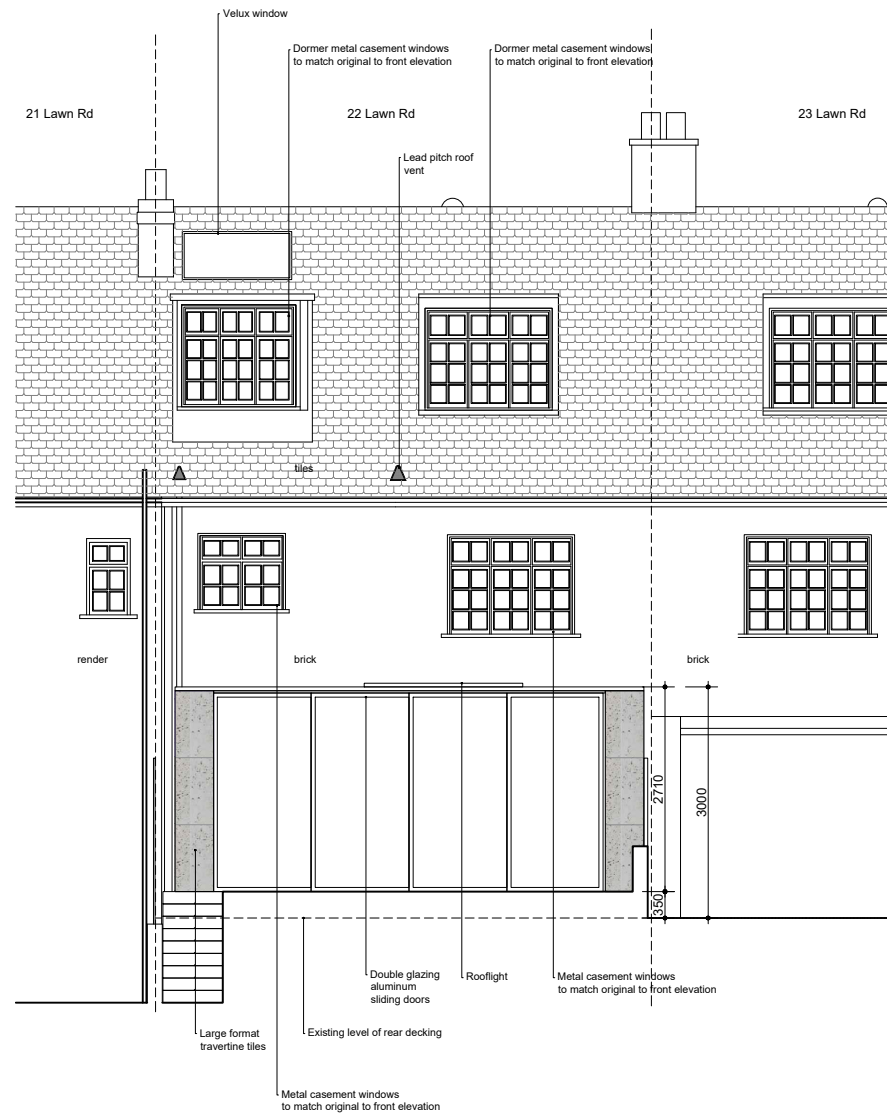 Velux window
Dormer metal casement windows
to match original to front elevation
Dormer metal casement windows
to match original to front elevation
21 Lawn Rd
22 Lawn Rd
23 Lawn Rd
Lead pitch roof
vent
tiles
render
brick
brick
2710
3000
350
Double glazing
aluminum
sliding doors
Rooflight
Metal casement windows
to match original to front elevation
Large format
travertine tiles
Existing level of rear decking
Metal casement windows
to match original to front elevation